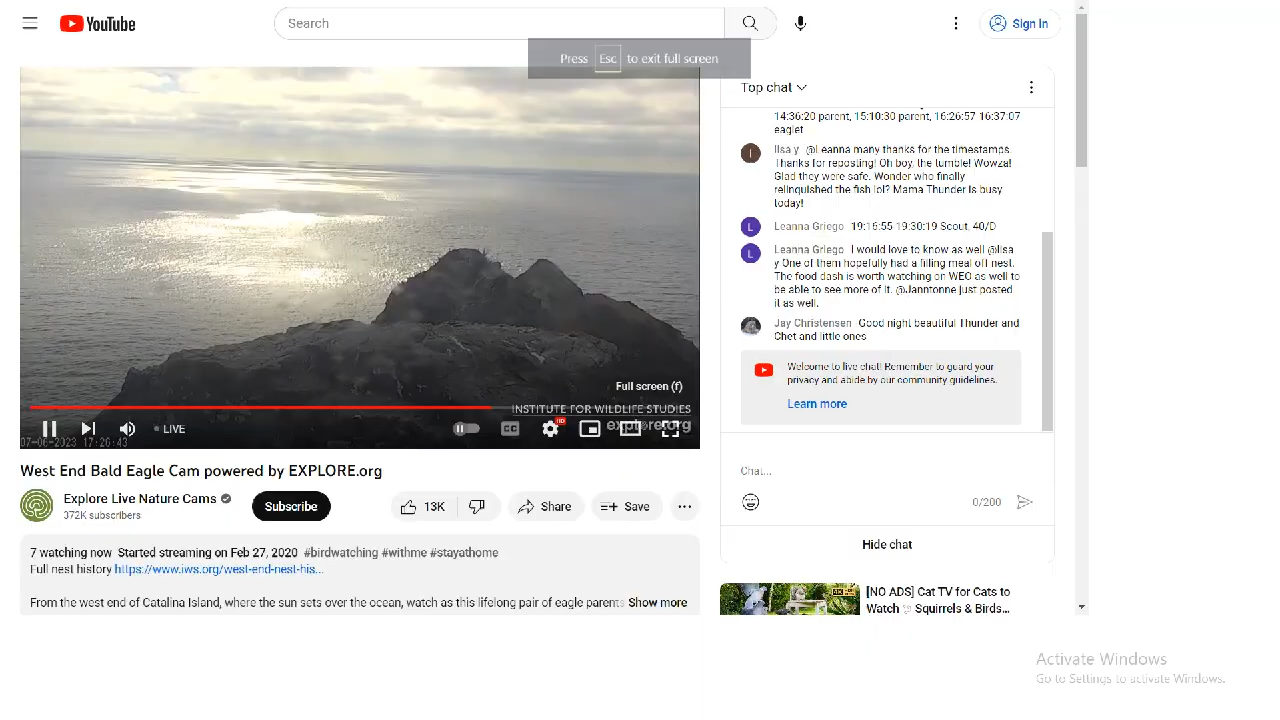 YouTube
Search
Sign in
Press Esc to exit full screen
Top chat
14:36:20 parent, 15:10:30 parent, 16:26:57 16:37:07
eaglet
I
lisa y @Leanna many thanks for the timestamps.
Thanks for reposting! Oh boy, the tumble! Wowza!
Glad they were safe. Wonder who finally
relinquished the fish lol? Mama Thunder is busy
today!
L
Leanna Griego 19:16:55 19:30:19 Scout, 40/D
L
Leanna Griego I would love to know as well @lisa
y One of them hopefully had a filling meal off nest.
The food dash is worth watching on WEO as well to
be able to see more of it. @Janntonne just posted
it as well.
Jay Christensen Good night beautiful Thunder and
Chet and little ones
Welcome to live chat! Remember to guard your
privacy and abide by our community guidelines.
Learn more
Chat...
0/200
Hide chat
Full screen (f)
INSTITUTE FOR WILDLIFE STUDIES
explore.org
LIVE
CC
HD
07-06-2023 17:26:43
West End Bald Eagle Cam powered by EXPLORE.org
Explore Live Nature Cams
372K subscribers
Subscribe
13K
Share
Save
7 watching now Started streaming on Feb 27, 2020 #birdwatching #withme #stayathome
Full nest history https://www.iws.org/west-end-nest-his...
From the west end of Catalina Island, where the sun sets over the ocean, watch as this lifelong pair of eagle parents Show more
4K
[NO ADS] Cat TV for Cats to
Watch 🕊 Squirrels & Birds...
Activate Windows
Go to Settings to activate Windows.